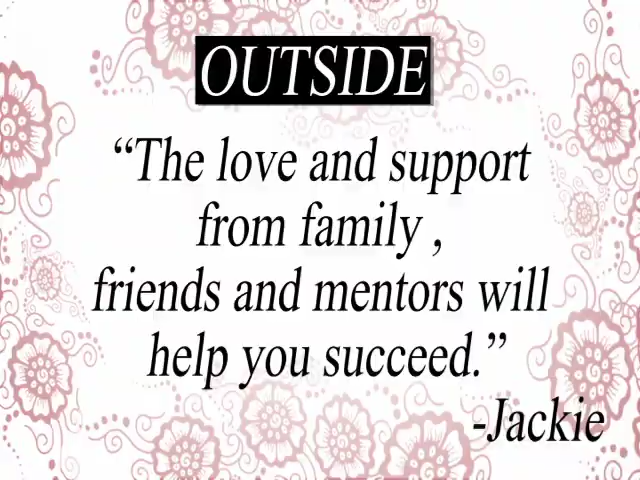 OUTSIDE
“The love and support
from family ,
friends and mentors will
help you succeed.”
-Jackie